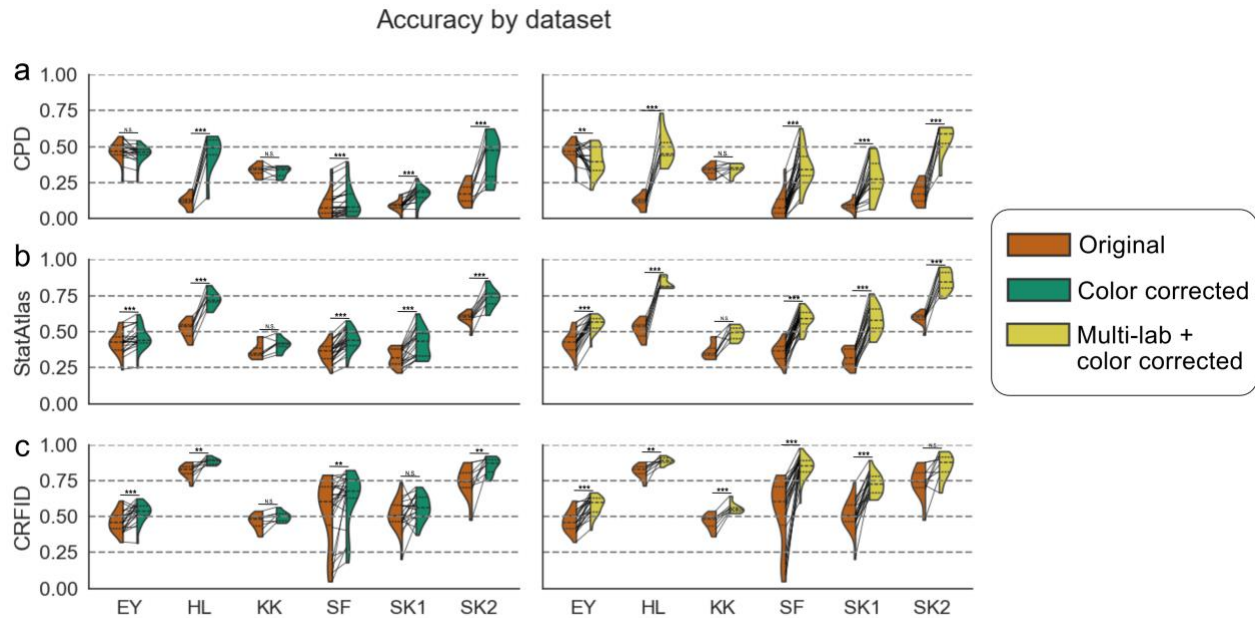 Accuracy by dataset
a
CPD
1.00
0.75
0.50
0.25
0.00
N.S.
***
N.S.
***
***
***
**
***
N.S.
***
***
***
b
StatAtlas
1.00
0.75
0.50
0.25
0.00
***
***
N.S.
***
***
***
***
***
N.S.
***
***
***
c
CRFID
1.00
0.75
0.50
0.25
0.00
***
**
N.S.
**
N.S.
**
***
**
***
***
***
N.S.
EY HL KK SF SK1 SK2
EY HL KK SF SK1 SK2
Original
Color corrected
Multi-lab +
color corrected